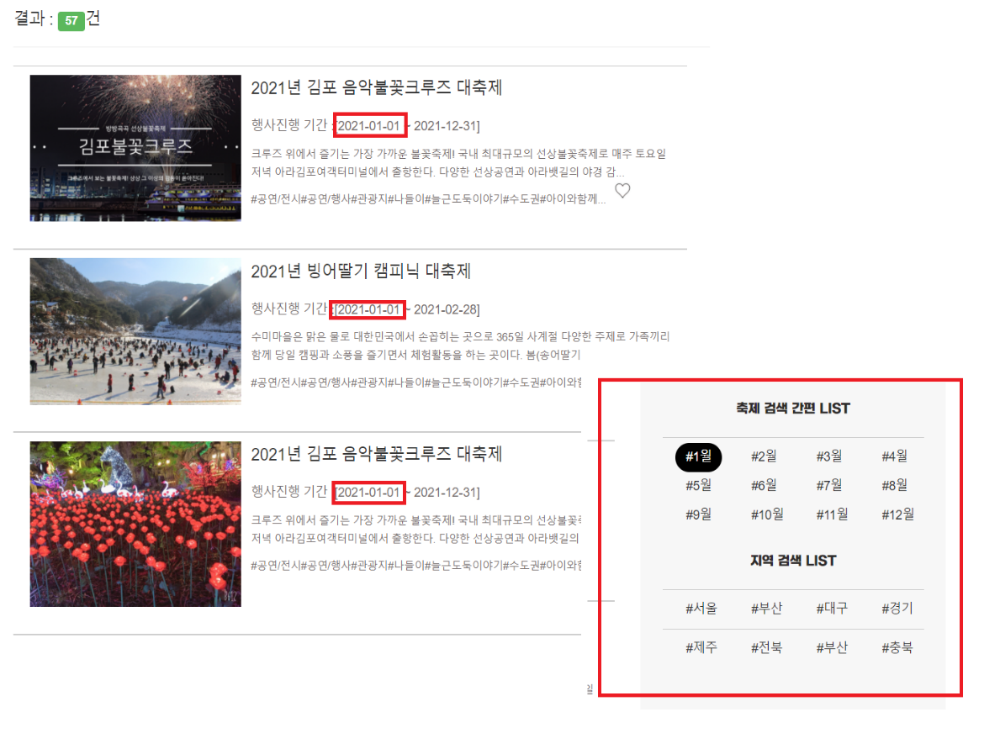 결과 : 57건
2021년 김포 음악불꽃크루즈 대축제
행사진행 기간 :[2021-01-01 ~ 2021-12-31]
크루즈 위에서 즐기는 가장 가까운 불꽃축제! 국내 최대규모의 선상불꽃축제로 매주 토요일
저녁 아라김포여객터미널에서 출항한다. 다양한 선상공연과 아라뱃길의 야경 감...
#공연/전시#공연/행사#관광지#나들이#늘근도둑이야기#수도권#아이와함께...
방방곡곡 선상불꽃축제
김포불꽃크루즈
크루즈에서 보는 불꽃축제! 상상 그 이상의 감동이 쏟아진다!
2021년 빙어딸기 캠피닉 대축제
행사진행 기간 :[2021-01-01 ~ 2021-02-28]
수미마을은 맑은 물로 대한민국에서 손꼽히는 곳으로 365일 사계절 다양한 주제로 가족끼리
함께 당일 캠핑과 소풍을 즐기면서 체험활동을 하는 곳이다. 봄(송어딸기
#공연/전시#공연/행사#관광지#나들이#늘근도둑이야기#수도권#아이와
2021년 김포 음악불꽃크루즈 대축제
행사진행 기간 :[2021-01-01 ~ 2021-12-31]
크루즈 위에서 즐기는 가장 가까운 불꽃축제! 국내 최대규모의 선상불꽃
저녁 아라김포여객터미널에서 출항한다. 다양한 선상공연과 아라뱃길의
#공연/전시#공연/행사#관광지#나들이#늘근도둑이야기#수도권#아이와
축제 검색 간편 LIST
#1월 #2월 #3월 #4월
#5월 #6월 #7월 #8월
#9월 #10월 #11월 #12월
지역 검색 LIST
#서울 #부산 #대구 #경기
#제주 #전북 #부산 #충북